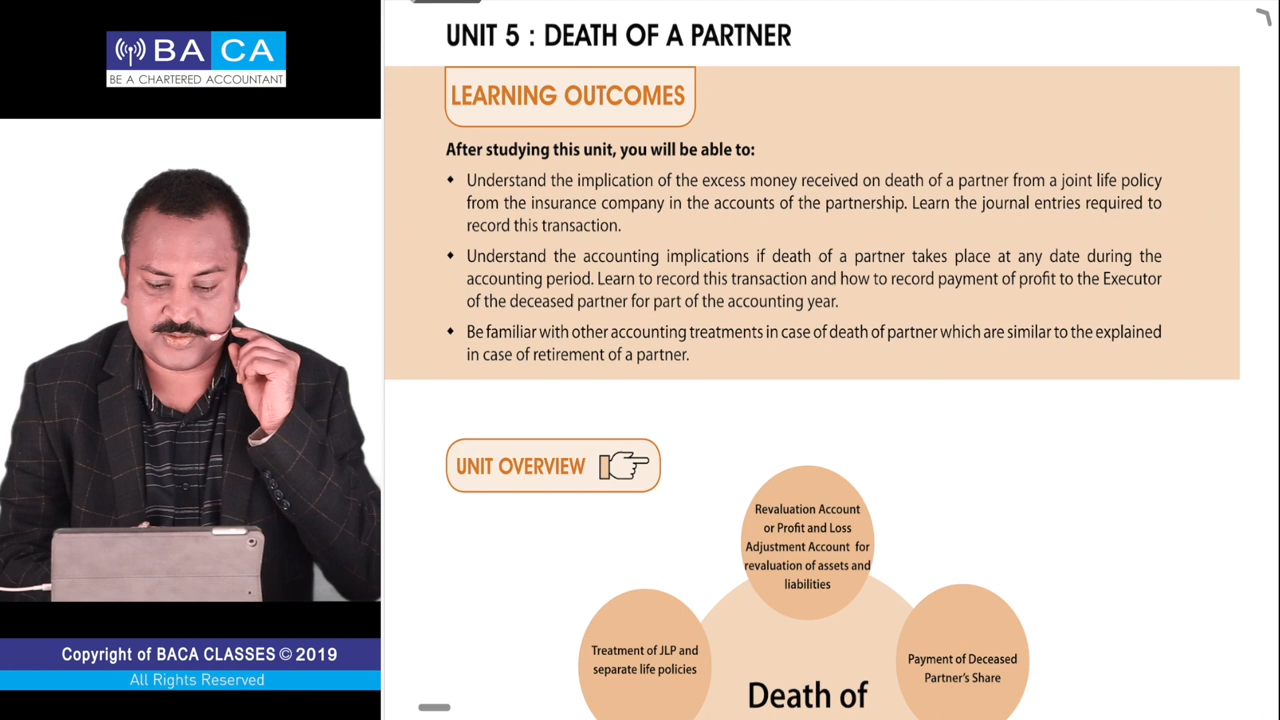 BACA
BE A CHARTERED ACCOUNTANT
UNIT 5 : DEATH OF A PARTNER
LEARNING OUTCOMES
After studying this unit, you will be able to:
Understand the implication of the excess money received on death of a partner from a joint life policy
from the insurance company in the accounts of the partnership. Learn the journal entries required to
record this transaction.
Understand the accounting implications if death of a partner takes place at any date during the
accounting period. Learn to record this transaction and how to record payment of profit to the Executor
of the deceased partner for part of the accounting year.
Be familiar with other accounting treatments in case of death of partner which are similar to the explained
in case of retirement of a partner.
UNIT OVERVIEW
Revaluation Account
or Profit and Loss
Adjustment Account for
revaluation of assets and
liabilities
Treatment of JLP and
separate life policies
Payment of Deceased
Partner's Share
Death of
Copyright of BACA CLASSES © 2019
All Rights Reserved